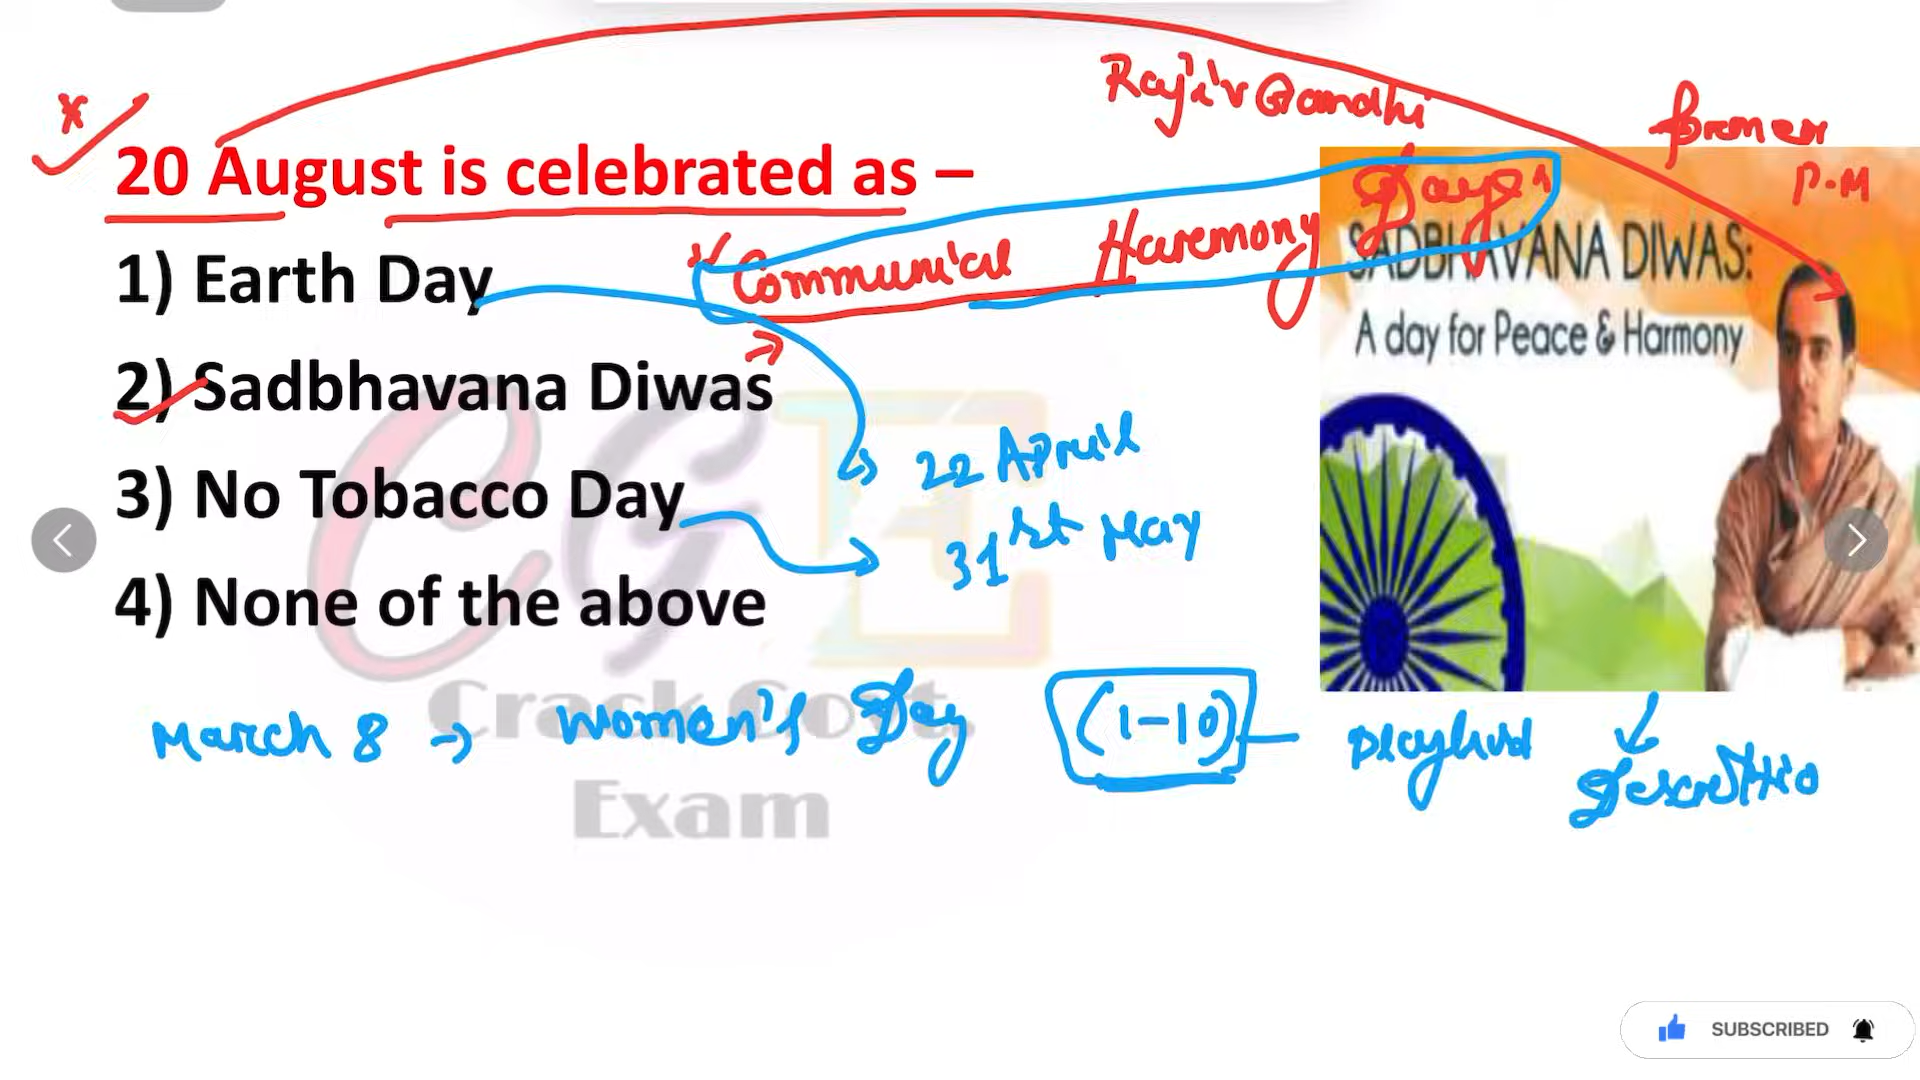 Rajiv Gandhi
former
P.M
20 August is celebrated as –
Communical Haremony Day
SADBHAVANA DIWAS:
A day for Peace & Harmony
1) Earth Day
2) Sadbhavana Diwas
22 April
3) No Tobacco Day
31st May
4) None of the above
March 8 → Women's Day
(1-10)
Crack Govt.
Exam
SUBSCRIBED